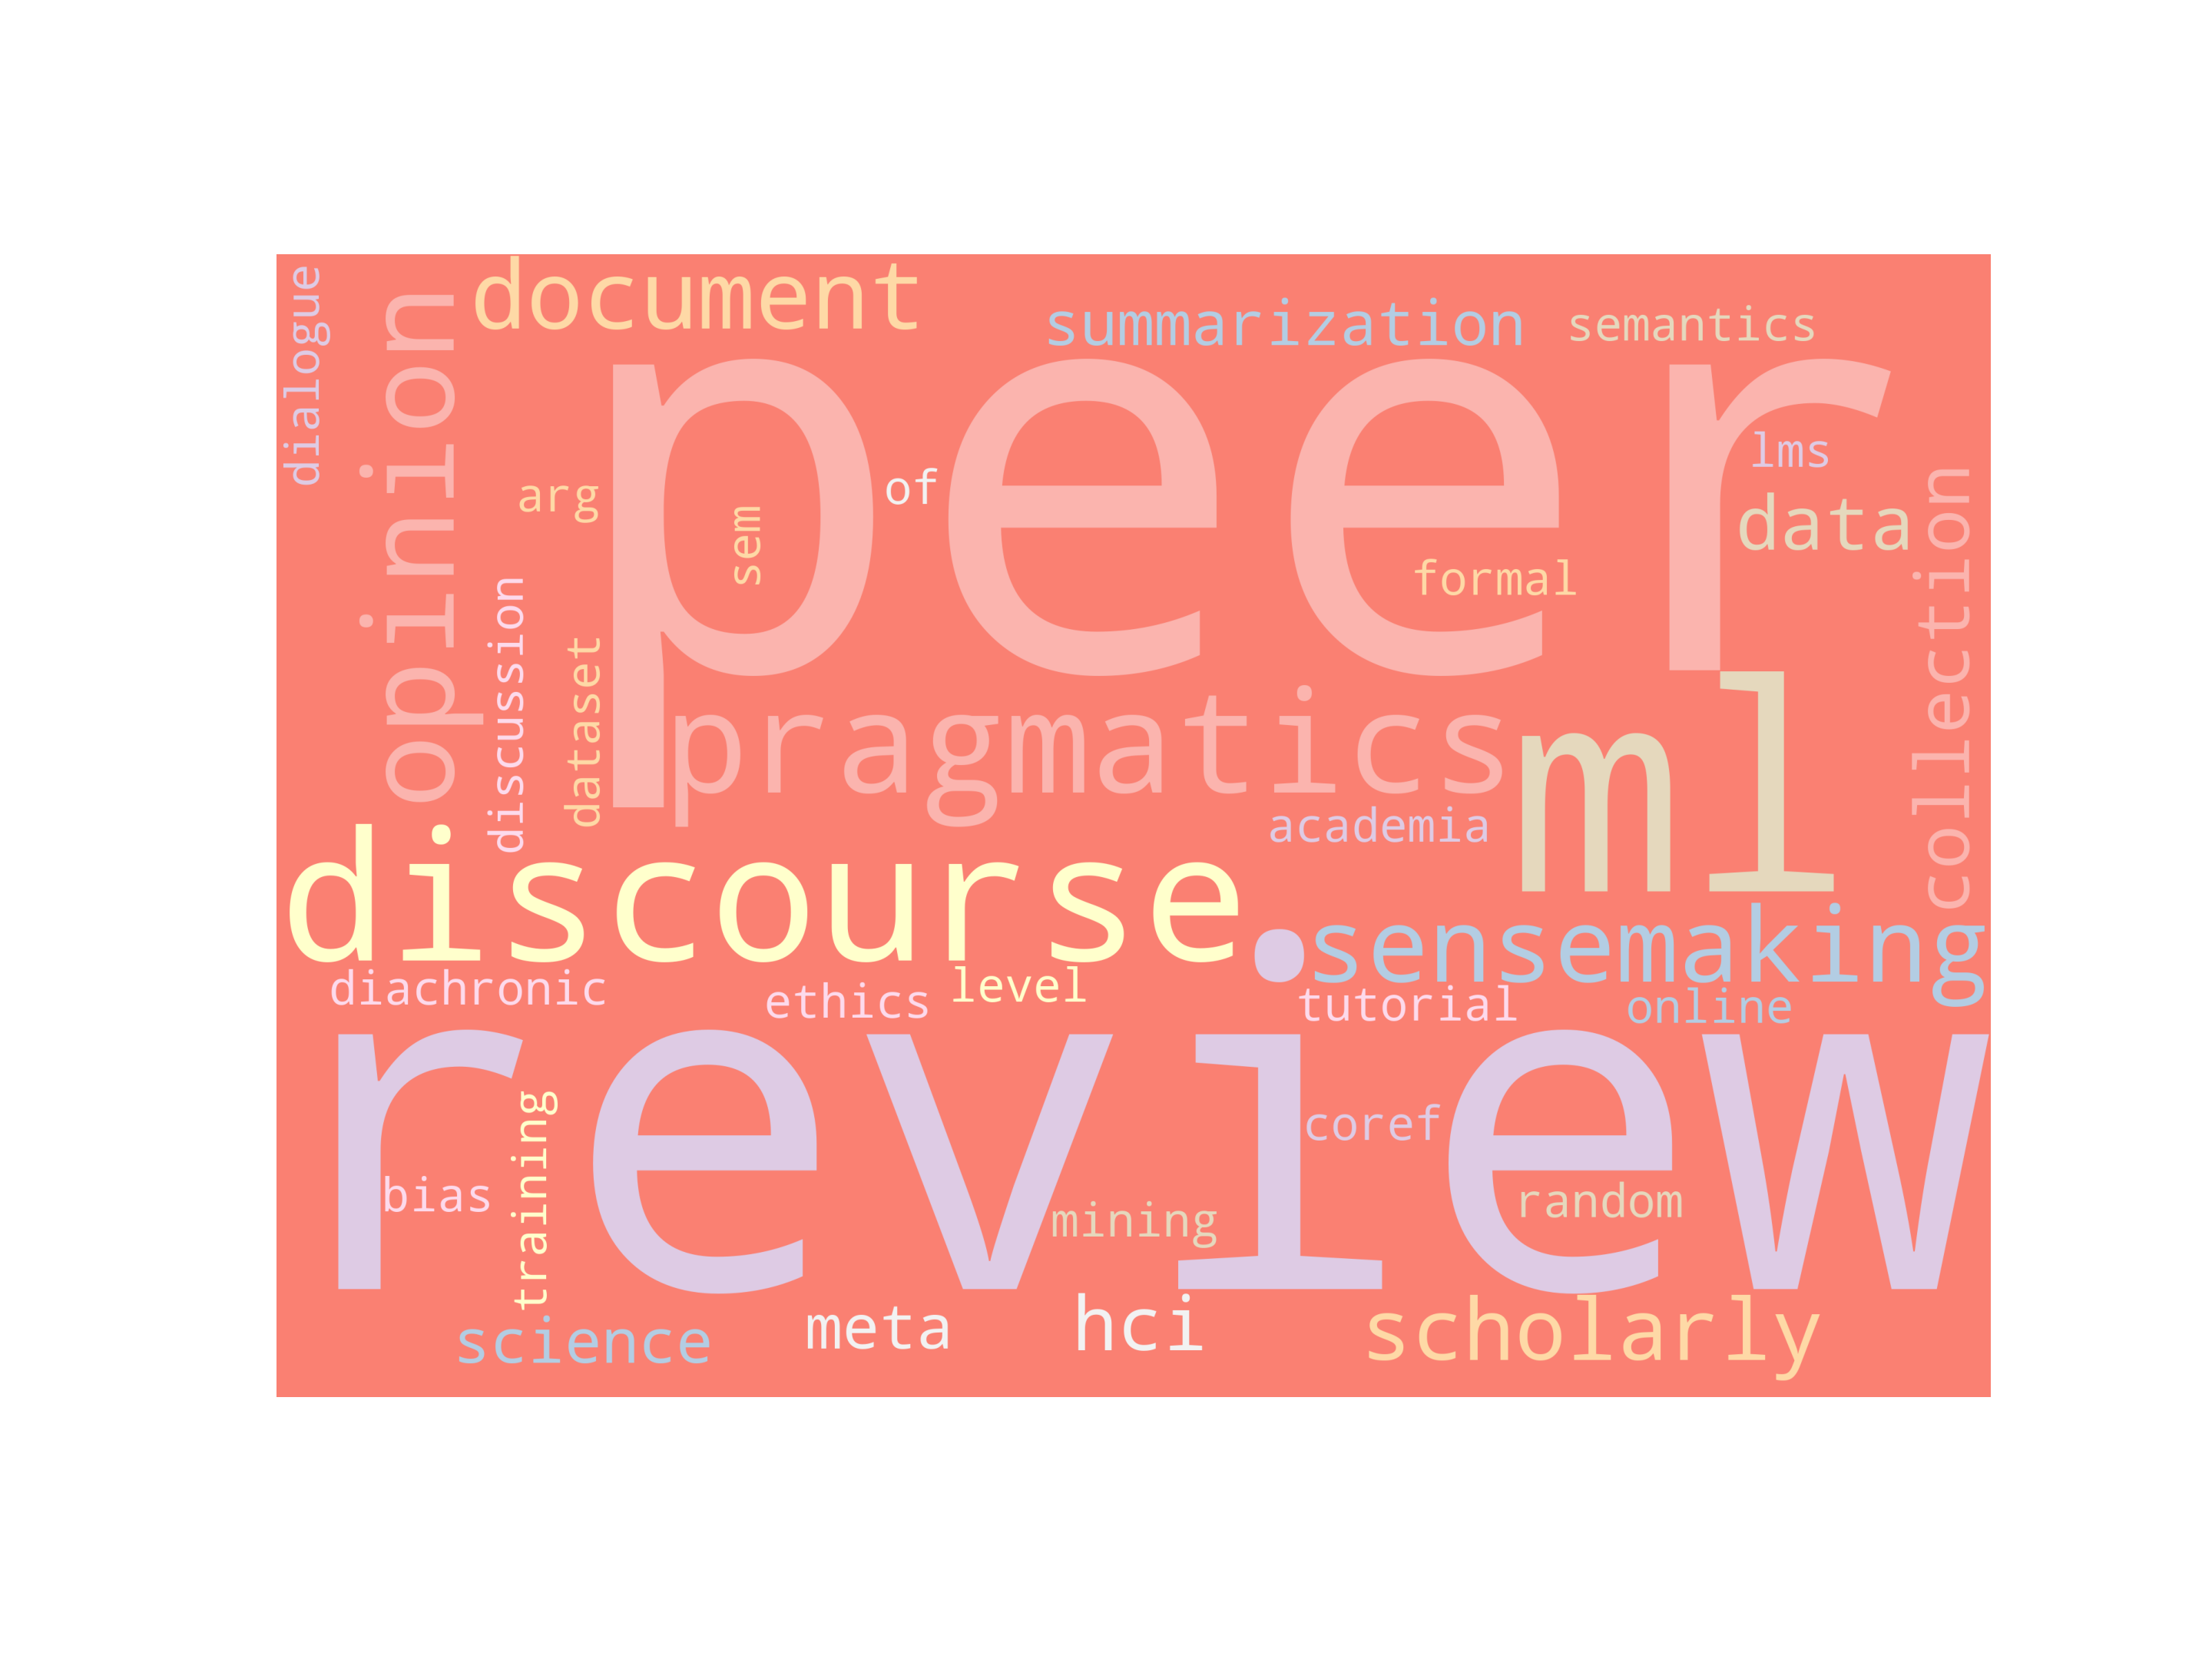 dialogue
document
summarization
semantics
opinion
peer
lms
arg
of
sem
data
formal
collection
discussion
dataset
pragmatics
ml
academia
discourse
sensemaking
diachronic
ethics
level
tutorial
online
review
coref
training
bias
mining
random
science
meta
hci
scholarly